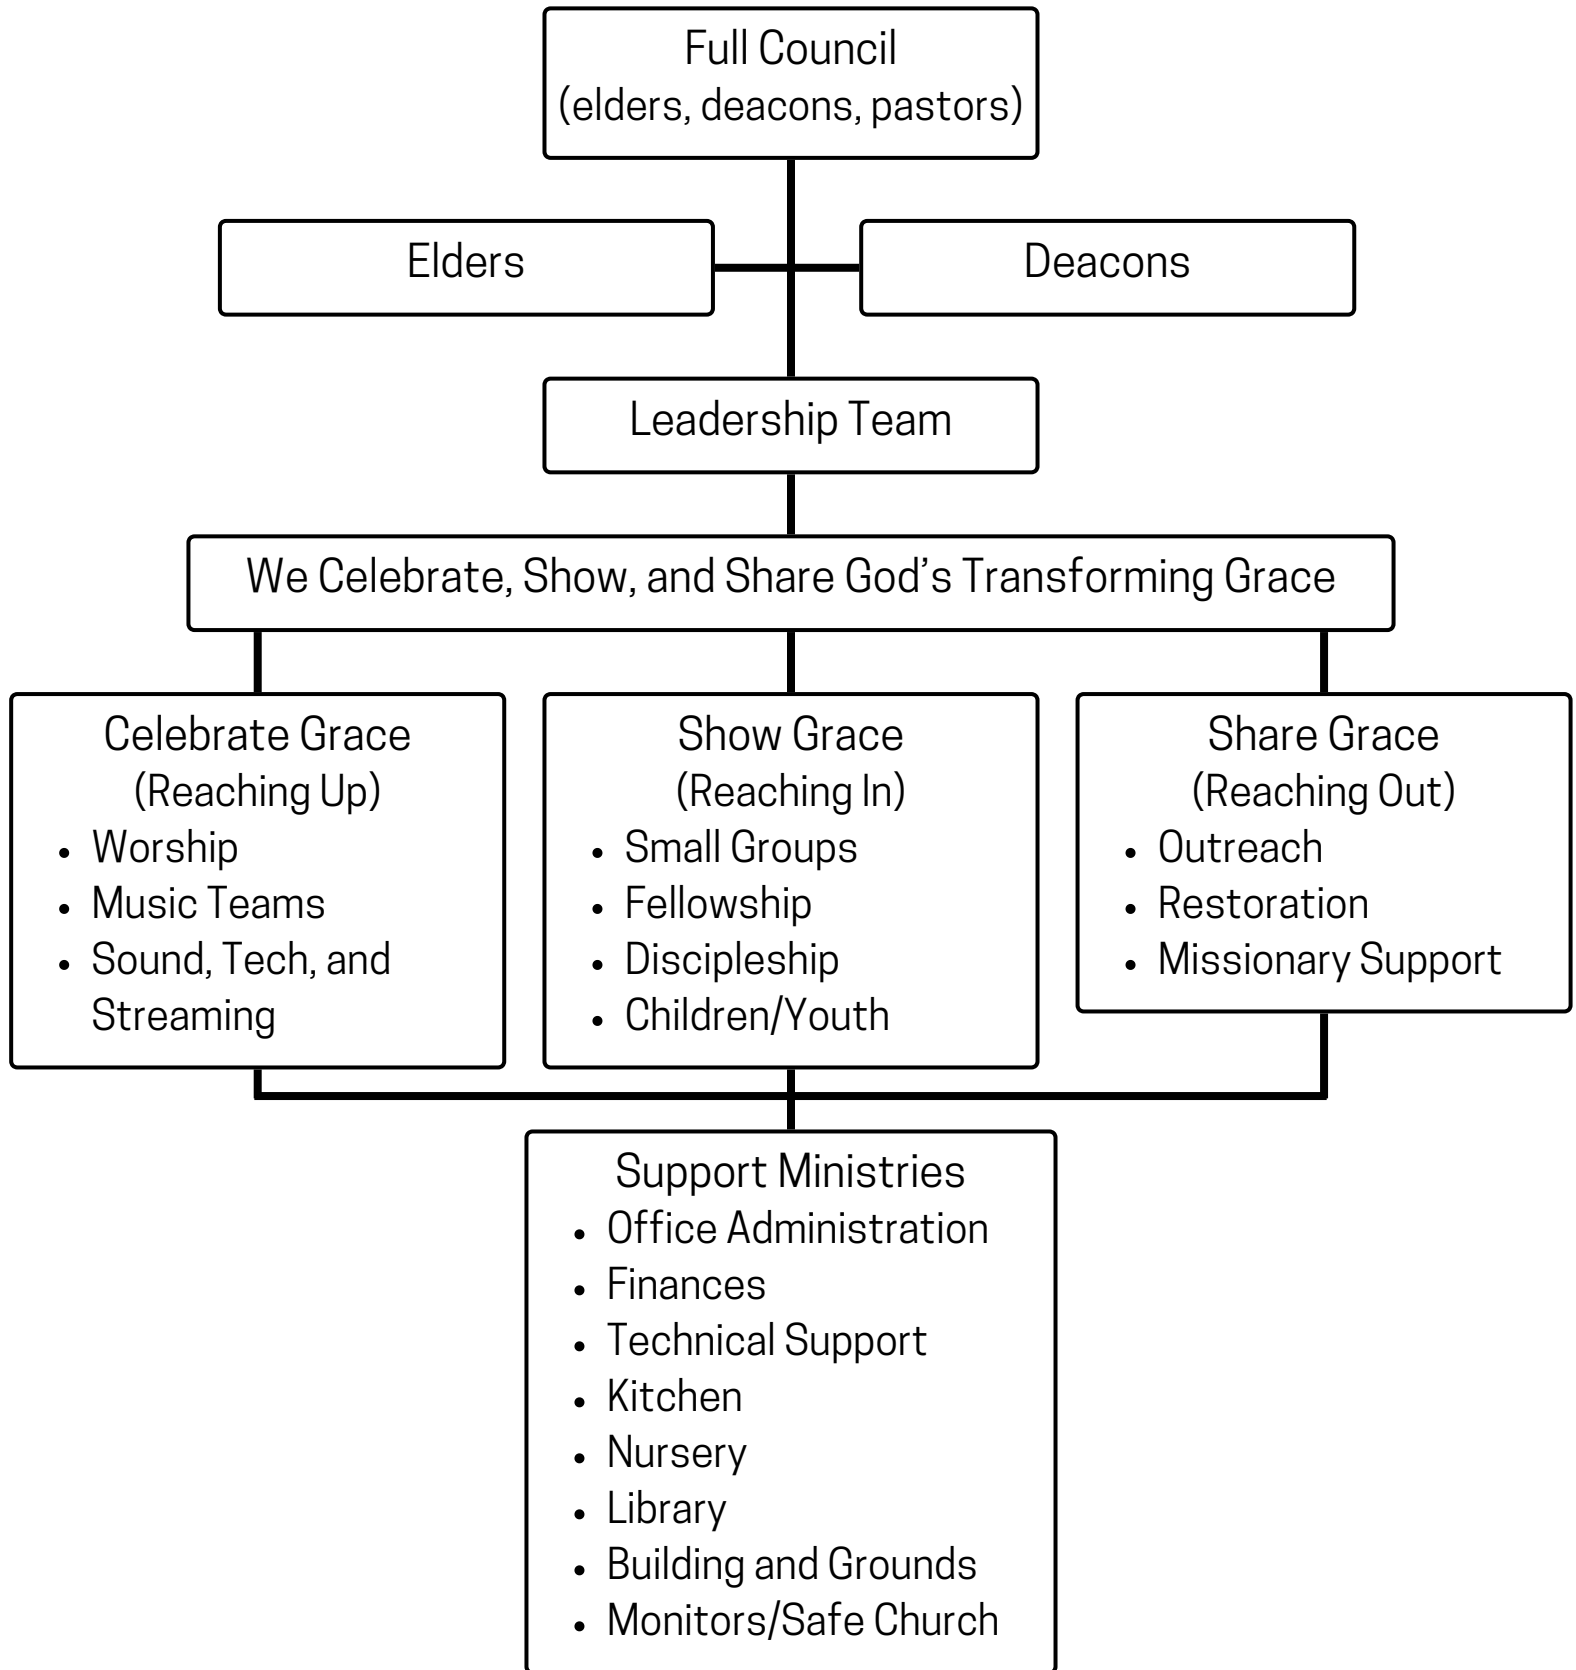 Full Council
(elders, deacons, pastors)
Elders
Deacons
Leadership Team
We Celebrate, Show, and Share God’s Transforming Grace
Celebrate Grace
(Reaching Up)
• Worship
• Music Teams
• Sound, Tech, and
Streaming
Show Grace
(Reaching In)
• Small Groups
• Fellowship
• Discipleship
• Children/Youth
Share Grace
(Reaching Out)
• Outreach
• Restoration
• Missionary Support
Support Ministries
• Office Administration
• Finances
• Technical Support
• Kitchen
• Nursery
• Library
• Building and Grounds
• Monitors/Safe Church